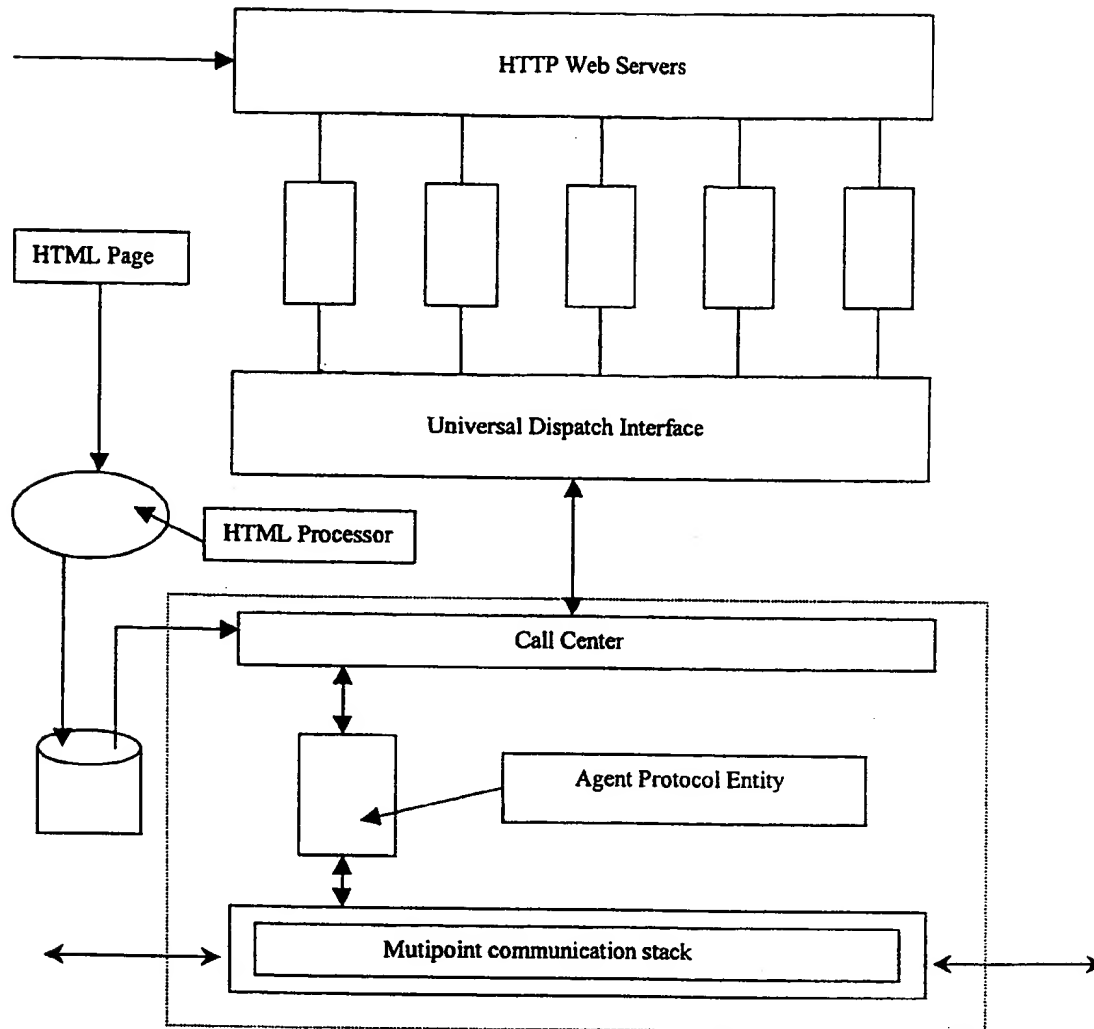 HTTP Web Servers
HTML Page
Universal Dispatch Interface
HTML Processor
Call Center
Agent Protocol Entity
Mutipoint communication stack